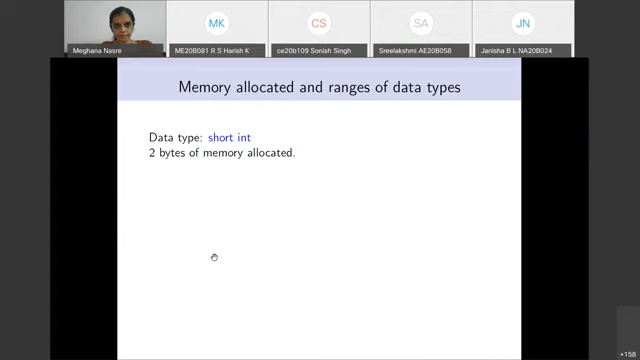 MK
CS
SA
JN
Meghana Nasre
ME20B081 R S Harish K
ce20b109 Sonish Singh
Sreelakshmi AE20B058
Janisha B L NA20B024
Memory allocated and ranges of data types
Data type: short int
2 bytes of memory allocated.
+158